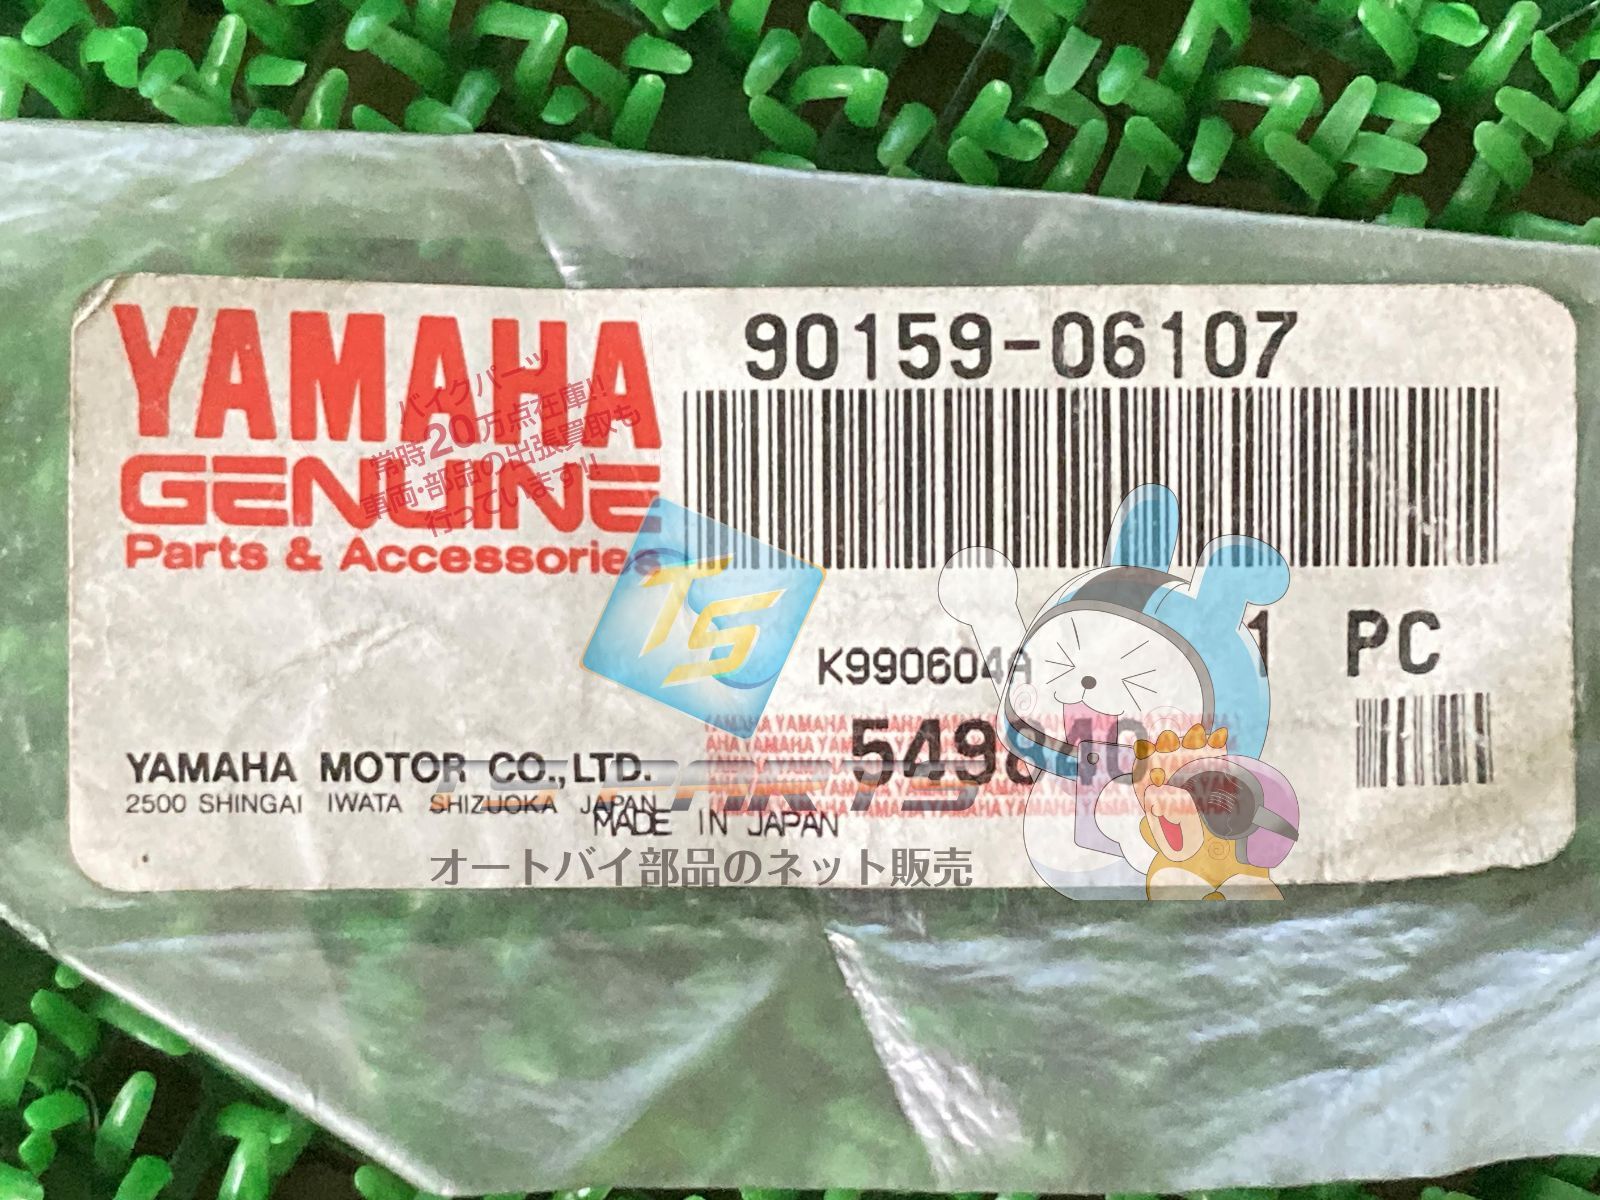 YAMAHA
GENUINE
Parts & Accessories
90159-06107
バイクパーツ
常時20万点在庫!!
車両・部品の出張買取も
行っています!!
TS
1 PC
K990604A
YAMAHA MOTOR CO.,LTD.
2500 SHINGAI IWATA SHIZUOKA JAPAN
MADE IN JAPAN
TS PARTS
オートバイ部品のネット販売